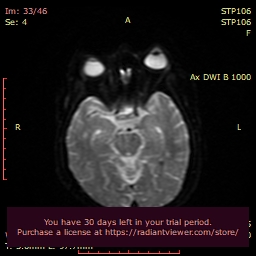 Im: 33/46
Se: 4
A
STP106
STP106
F
Ax DWI B 1000
R
L
You have 30 days left in your trial period.
Purchase a license at https://radiantviewer.com/store/